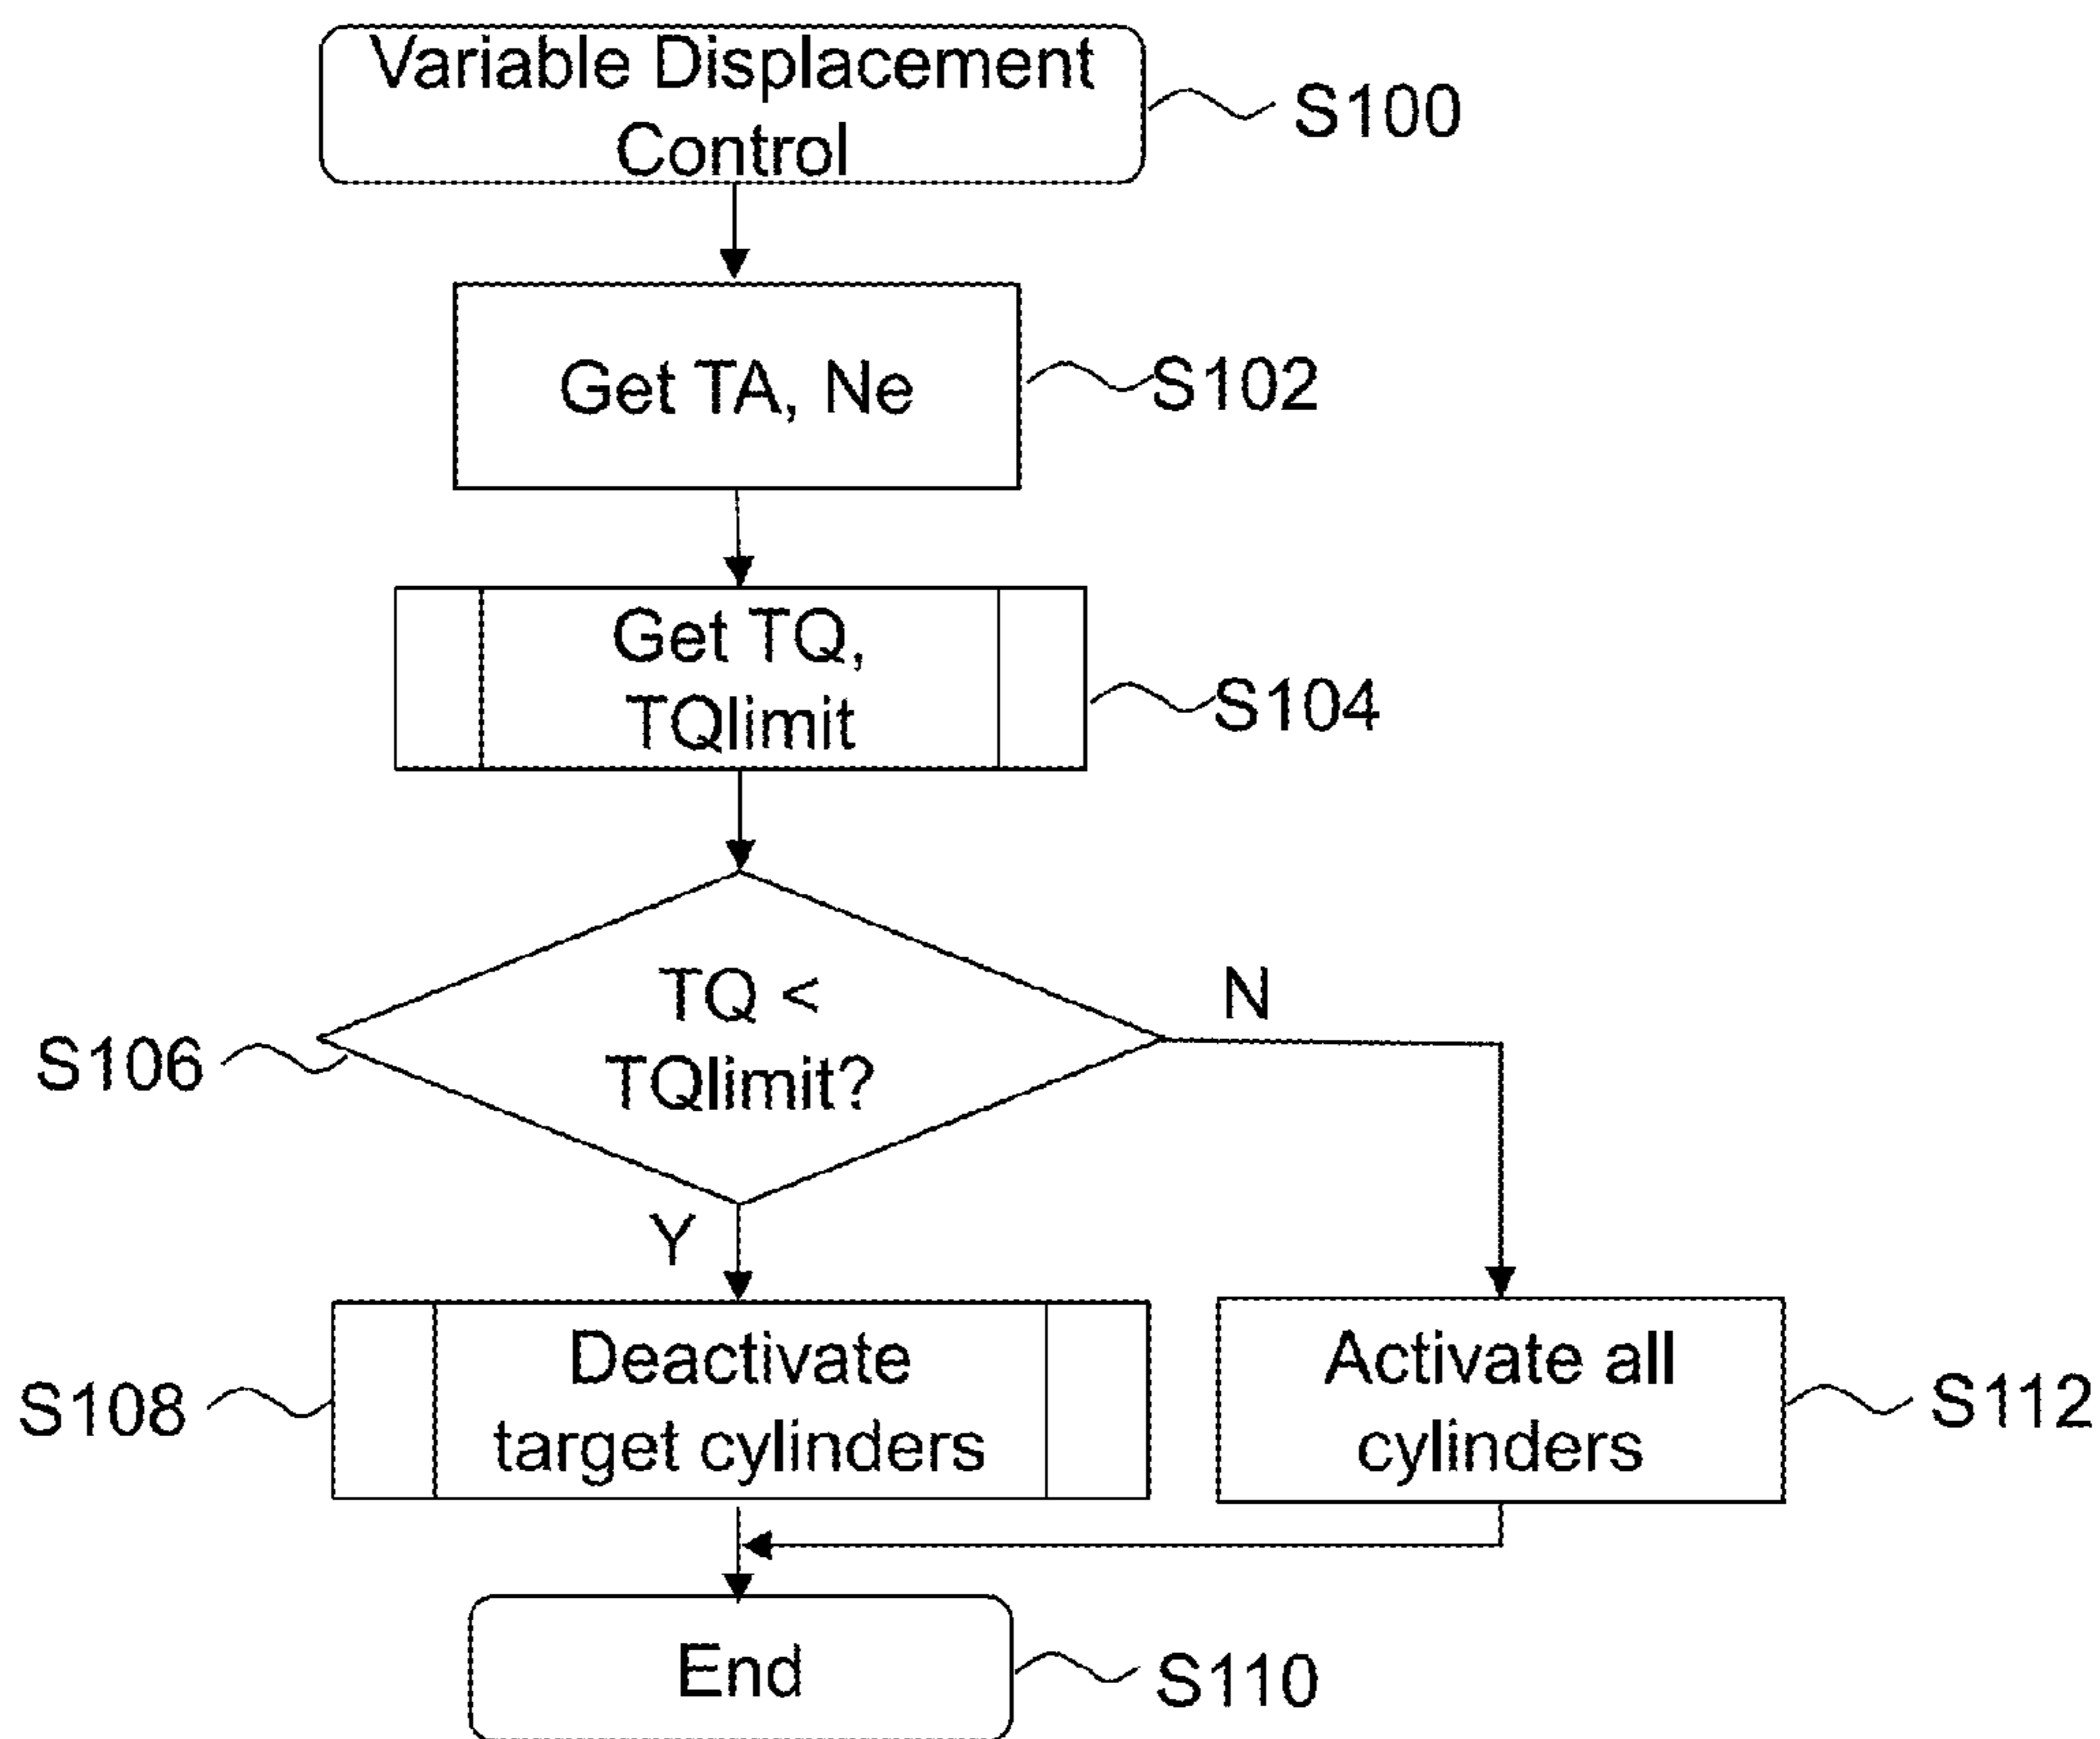 Variable Displacement
Control
S100
Get TA, Ne
S102
Get TQ,
TQlimit
S104
TQ <
TQlimit?
N
S106
Y
Deactivate
target cylinders
S108
Activate all
cylinders
S112
End
S110